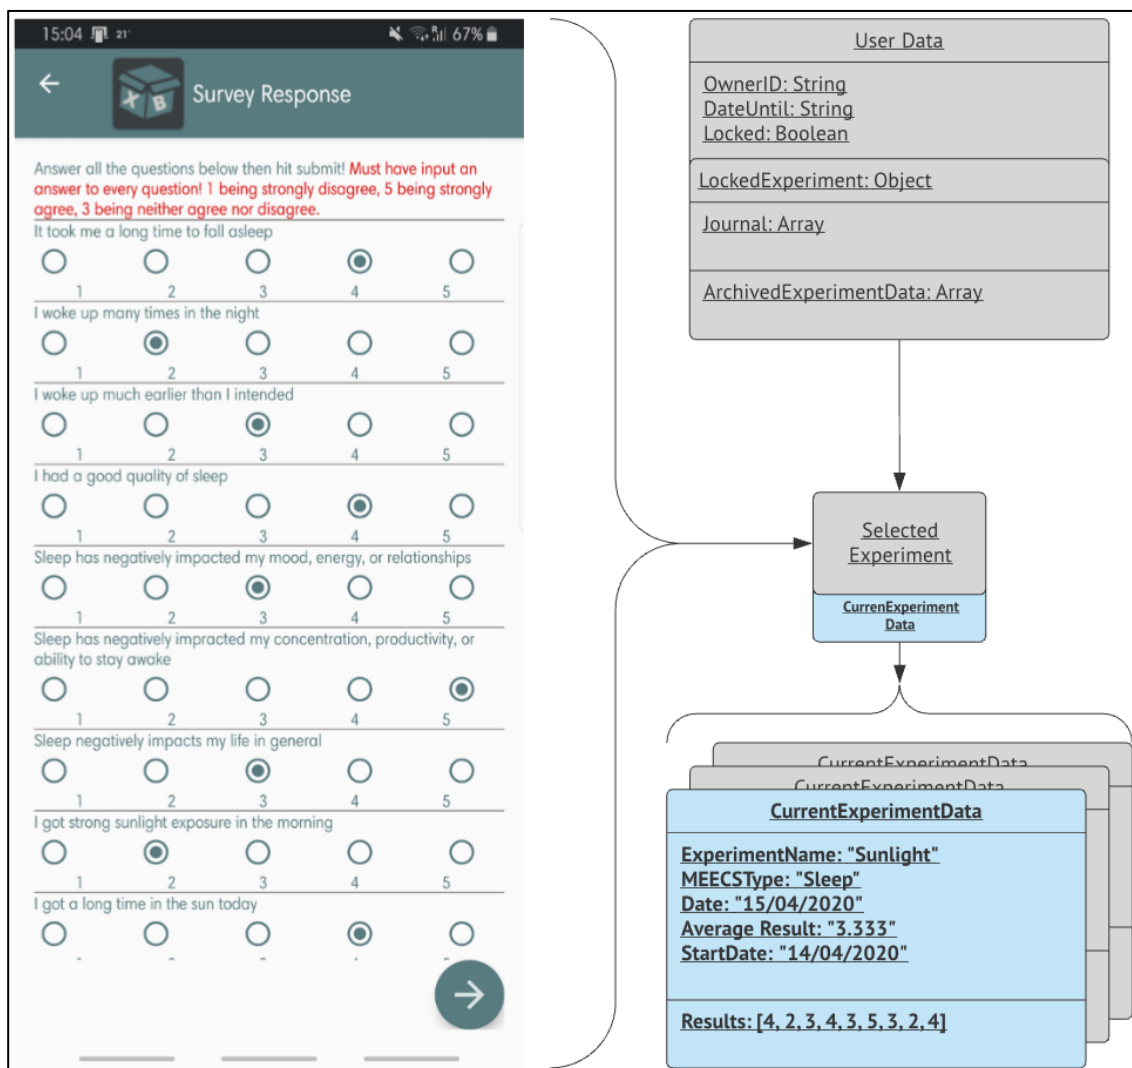 15:04 21°
67%
X B
Survey Response
Answer all the questions below then hit submit! Must have input an
answer to every question! 1 being strongly disagree, 5 being strongly
agree, 3 being neither agree nor disagree.
It took me a long time to fall asleep
1 2 3 4 5
I woke up many times in the night
1 2 3 4 5
I woke up much earlier than I intended
1 2 3 4 5
I had a good quality of sleep
1 2 3 4 5
Sleep has negatively impacted my mood, energy, or relationships
1 2 3 4 5
Sleep has negatively impracted my concentration, productivity, or
ability to stay awake
1 2 3 4 5
Sleep negatively impacts my life in general
1 2 3 4 5
I got strong sunlight exposure in the morning
1 2 3 4 5
I got a long time in the sun today
User Data
OwnerID: String
DateUntil: String
Locked: Boolean
LockedExperiment: Object
Journal: Array
ArchivedExperimentData: Array
Selected
Experiment
CurrenExperiment
Data
CurrentExperimentData
CurrentExperimentData
CurrentExperimentData
ExperimentName: "Sunlight"
MEECSType: "Sleep"
Date: "15/04/2020"
Average Result: "3.333"
StartDate: "14/04/2020"
Results: [4, 2, 3, 4, 3, 5, 3, 2, 4]